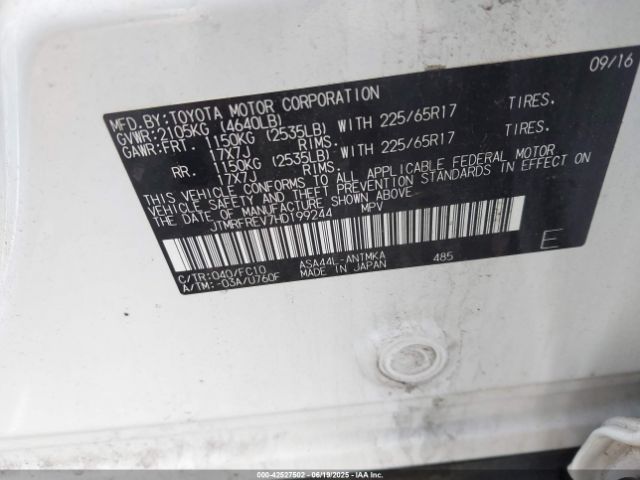 09/16
MFD. BY:TOYOTA MOTOR CORPORATION
GVWR:2105KG (4640LB)
GAWR:FRT. 1150KG (2535LB) WITH 225/65R17 TIRES,
17X7J RIMS.
RR. 1150KG (2535LB) WITH 225/65R17 TIRES,
17X7J RIMS.
THIS VEHICLE CONFORMS TO ALL APPLICABLE FEDERAL MOTOR
VEHICLE SAFETY AND THEFT PREVENTION STANDARDS IN EFFECT ON
THE DATE OF MANUFACTURE SHOWN ABOVE.
JTMRFREV7HD199244 MPV
C/TR:040/FC10 ASA44L-ANTMKA 485
A/TM:-03A/U760F MADE IN JAPAN
E
000-42527502 - 06/19/2025 - IAA Inc.